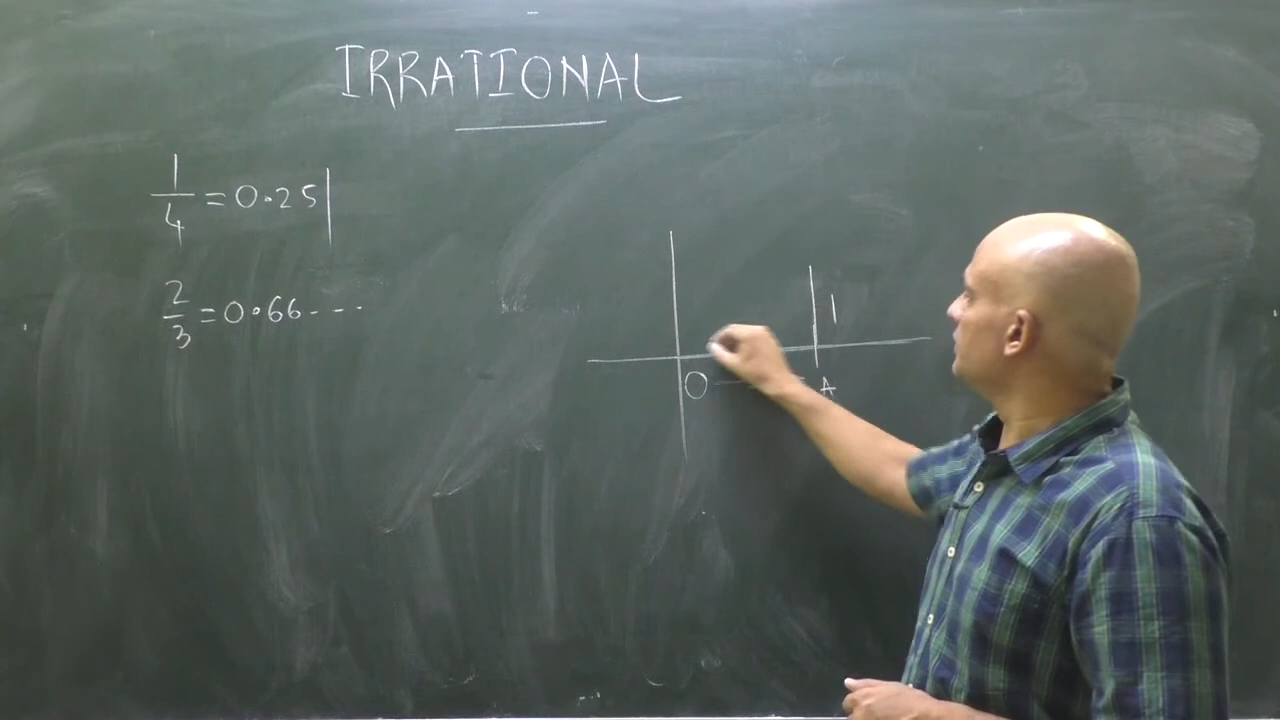 IRRATIONAL
1/4 = 0.25
2/3 = 0.66----
1
O A